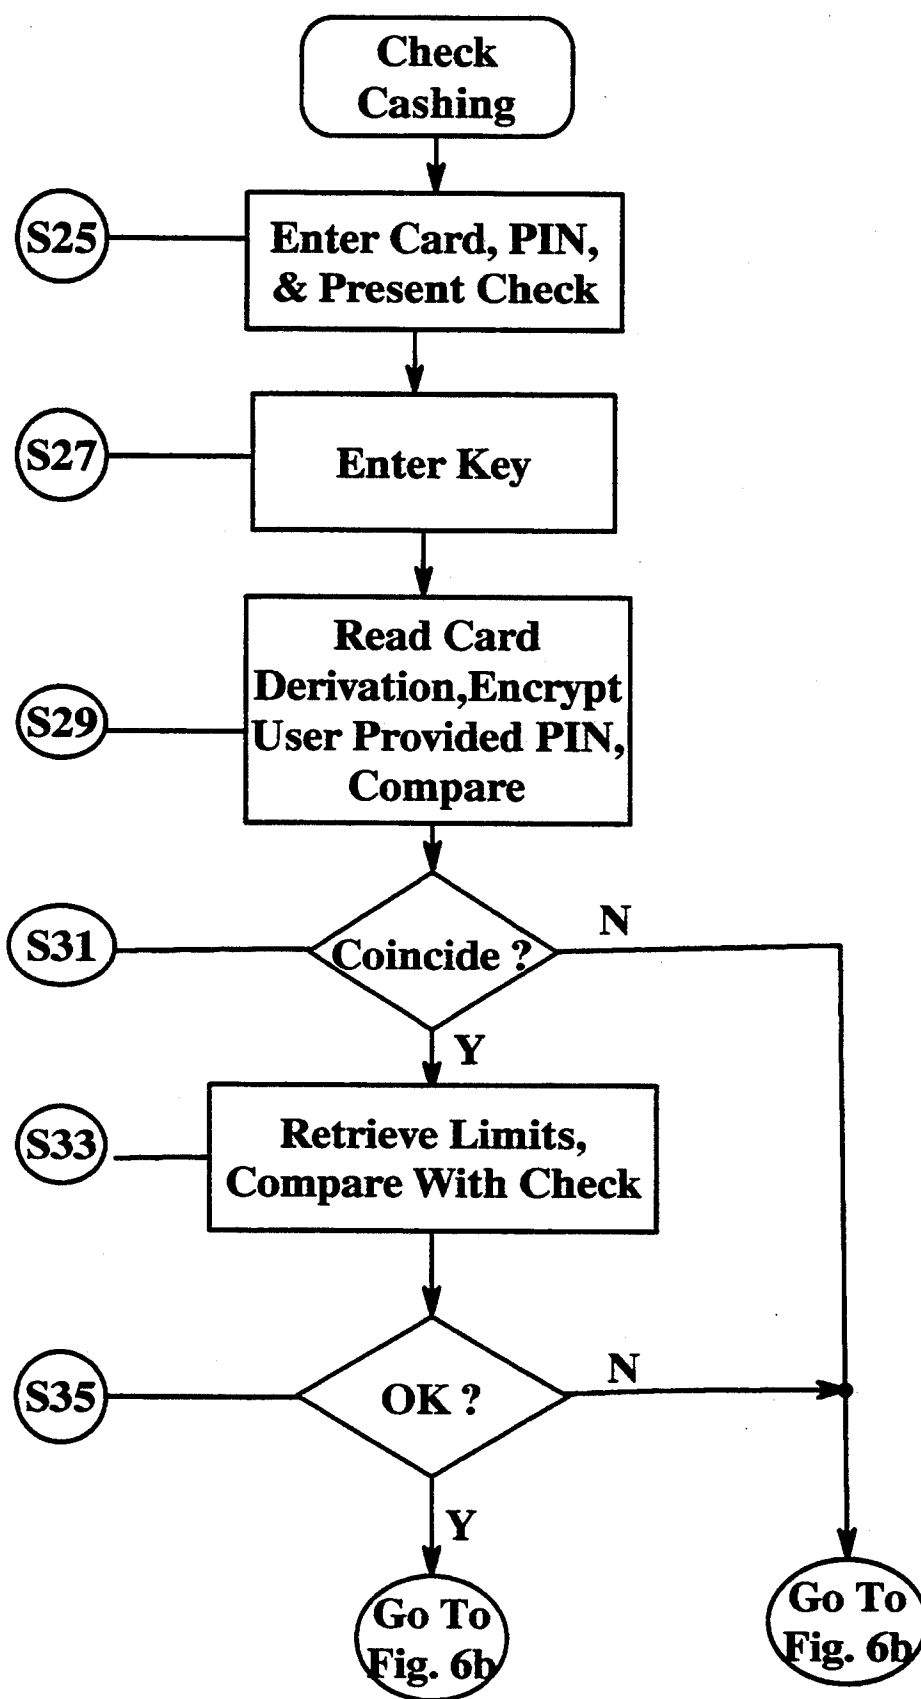 Check
Cashing
S25
Enter Card, PIN,
& Present Check
S27
Enter Key
Read Card
Derivation,Encrypt
S29
User Provided PIN,
Compare
N
S31
Coincide ?
Y
S33
Retrieve Limits,
Compare With Check
N
S35
OK ?
Y
Go To
Fig. 6b
Go To
Fig. 6b